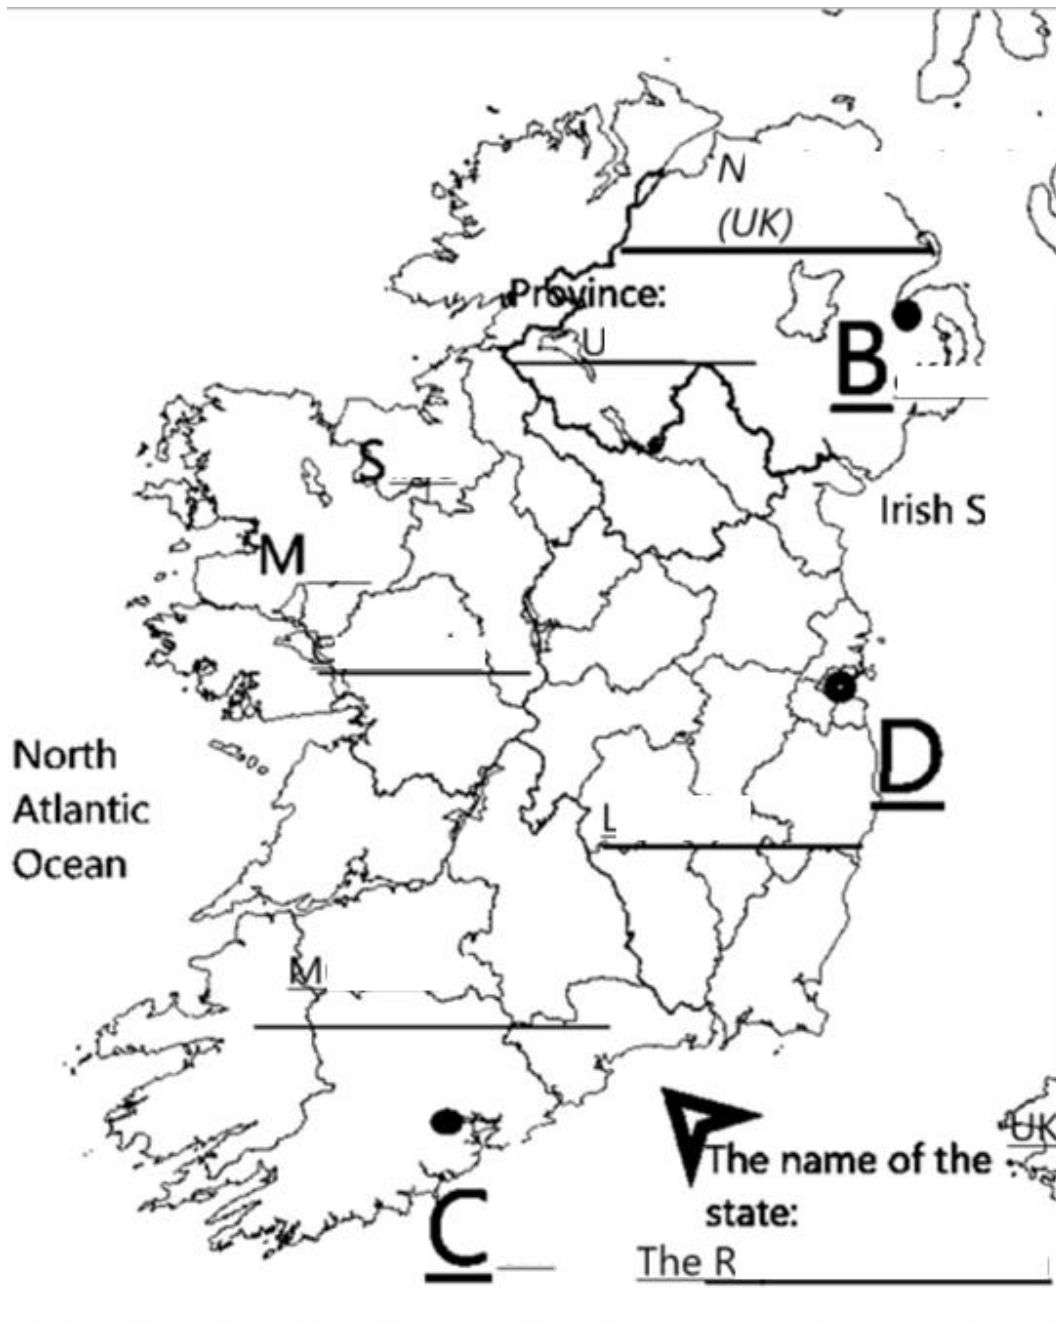 N
(UK)
Province:
U
B
S
Irish S
M
North
Atlantic
Ocean
D
L
M
UK
The name of the
state:
C
The R